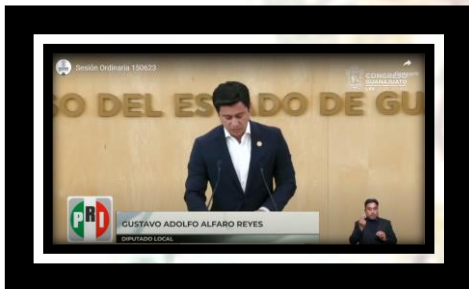 Sesión Ordinaria 150623
CONGRESO
GUANAJUATO
SO DEL ESTADO DE GU
PRI
GUSTAVO ADOLFO ALFARO REYES
DIPUTADO LOCAL